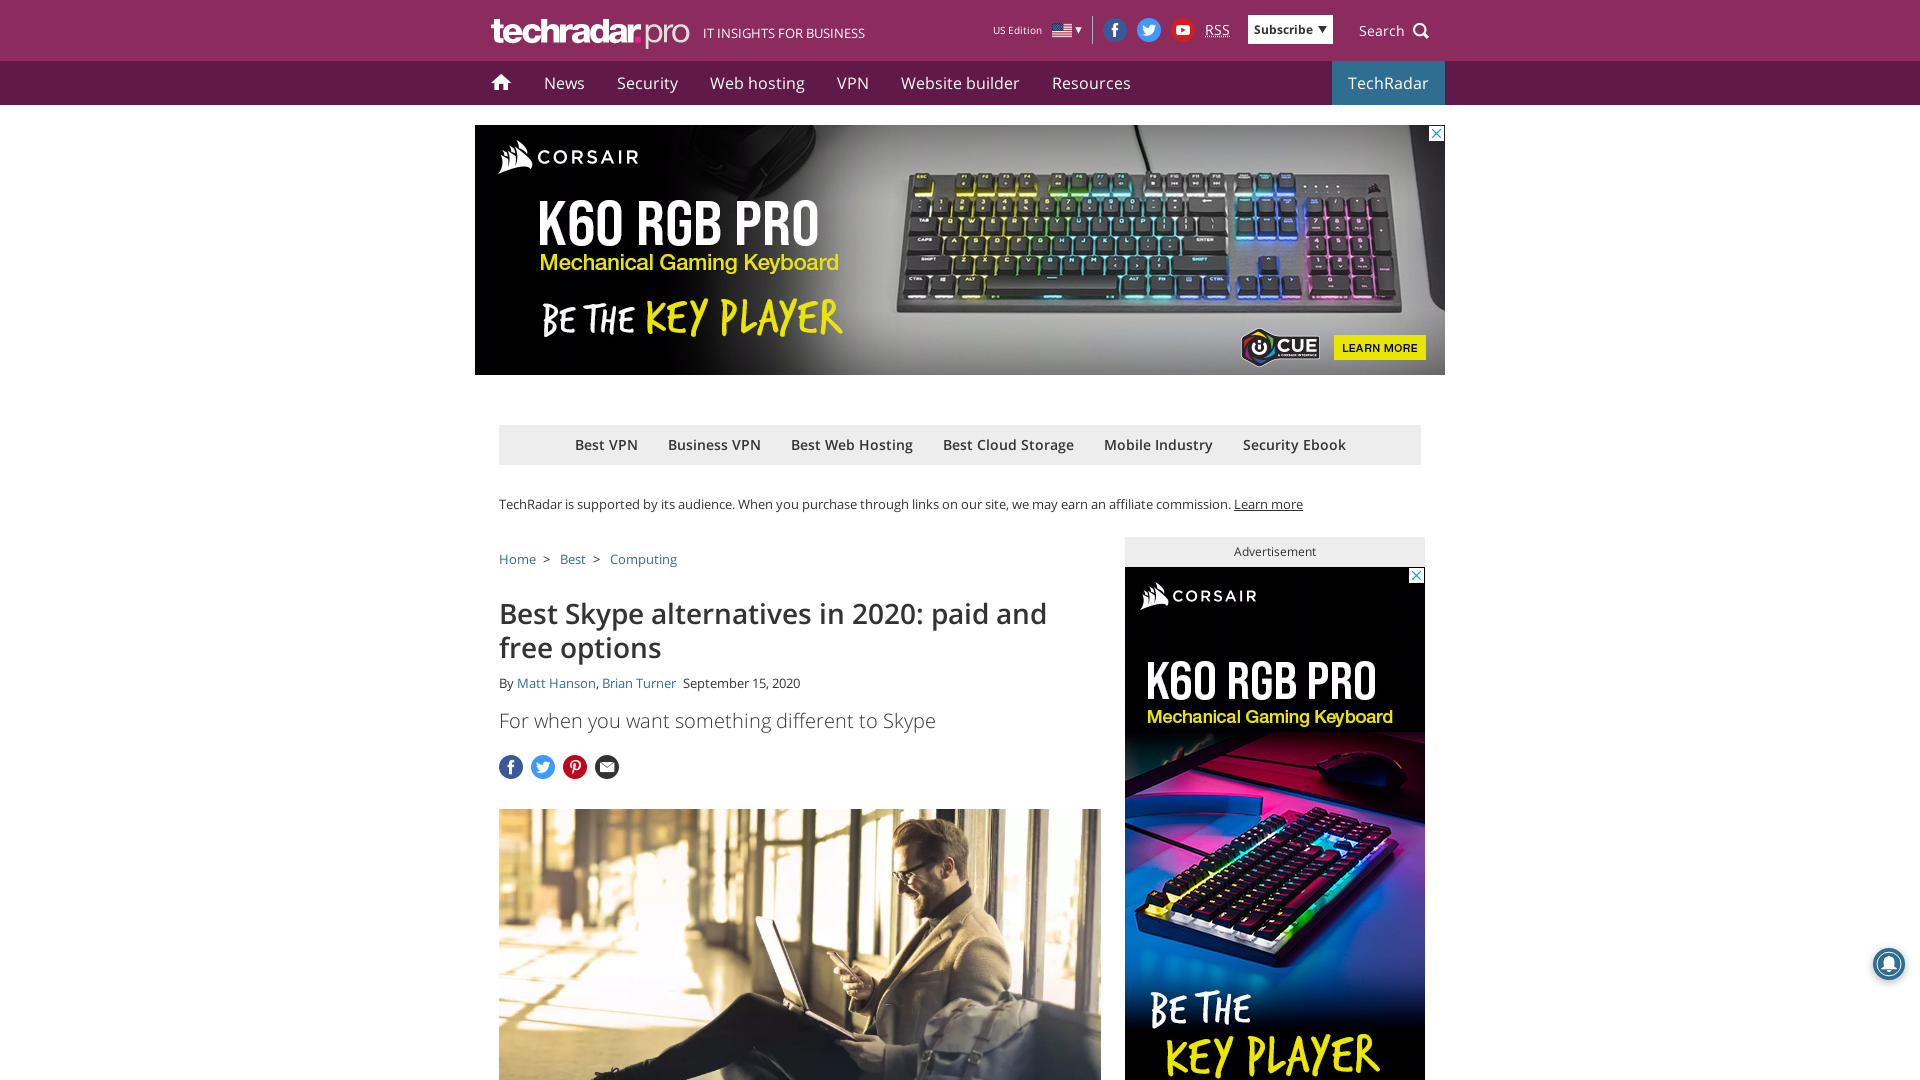 techradar.pro IT INSIGHTS FOR BUSINESS
US Edition
RSS
Subscribe
Search
News Security Web hosting VPN Website builder Resources TechRadar
CORSAIR
K60 RGB PRO
Mechanical Gaming Keyboard
BE THE KEY PLAYER
CUE
LEARN MORE
Best VPN Business VPN Best Web Hosting Best Cloud Storage Mobile Industry Security Ebook
TechRadar is supported by its audience. When you purchase through links on our site, we may earn an affiliate commission. Learn more
Home > Best > Computing
Best Skype alternatives in 2020: paid and
free options
By Matt Hanson, Brian Turner September 15, 2020
For when you want something different to Skype
Advertisement
CORSAIR
K60 RGB PRO
Mechanical Gaming Keyboard
BE THE
KEY PLAYER